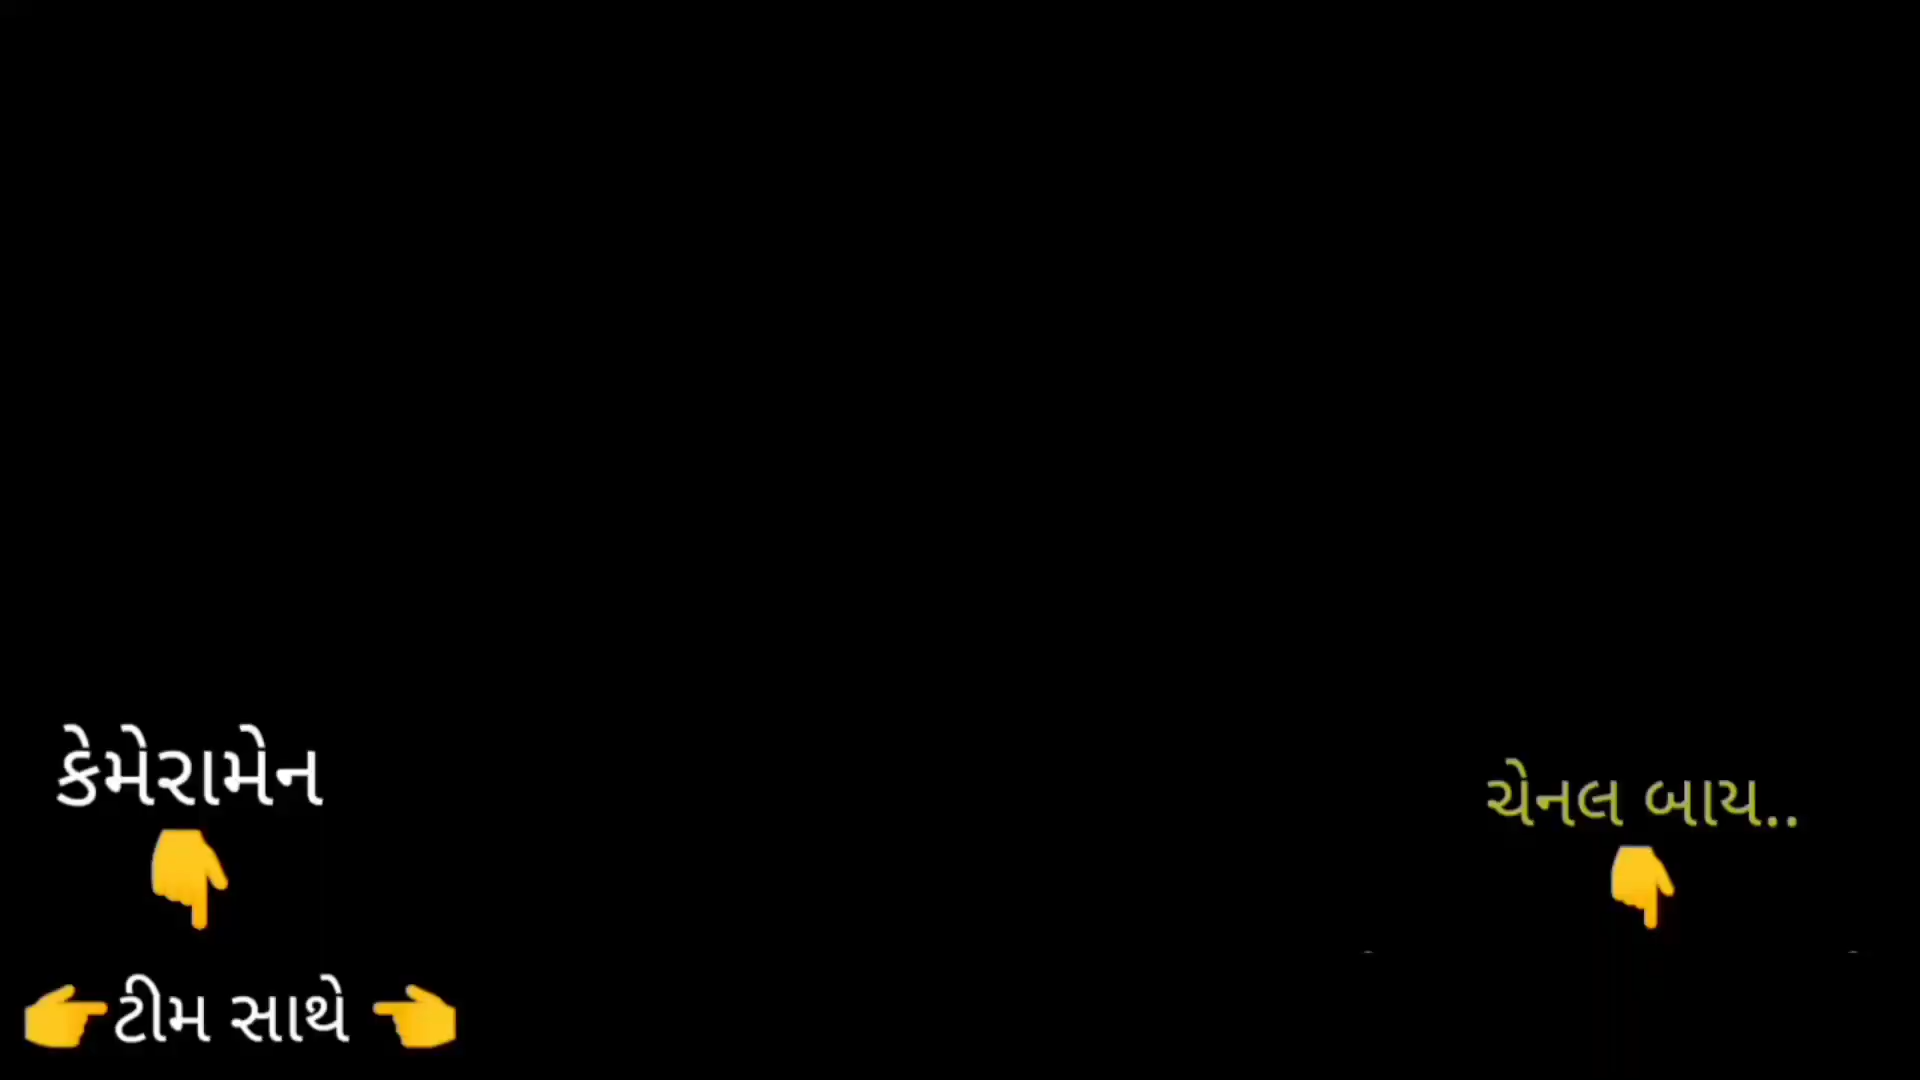 કેમેરામેન
👇
👉ટીમ સાથે 👈
ચેનલ બાય..
👇